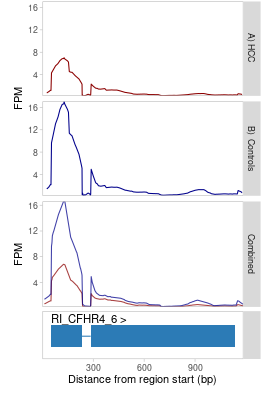 16
12
8
4
A) HCC
FPM
16
12
8
4
B) Controls
16
12
8
4
FPM
Combined
RI_CFHR4_6 >
300
600
900
Distance from region start (bp)